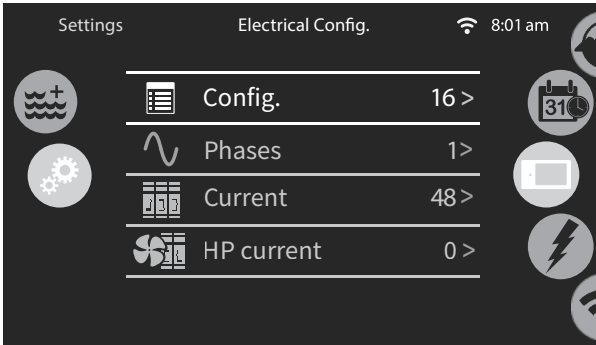 Settings Electrical Config. 8:01 am
Config. 16 >
Phases 1 >
Current 48 >
HP current 0 >
31